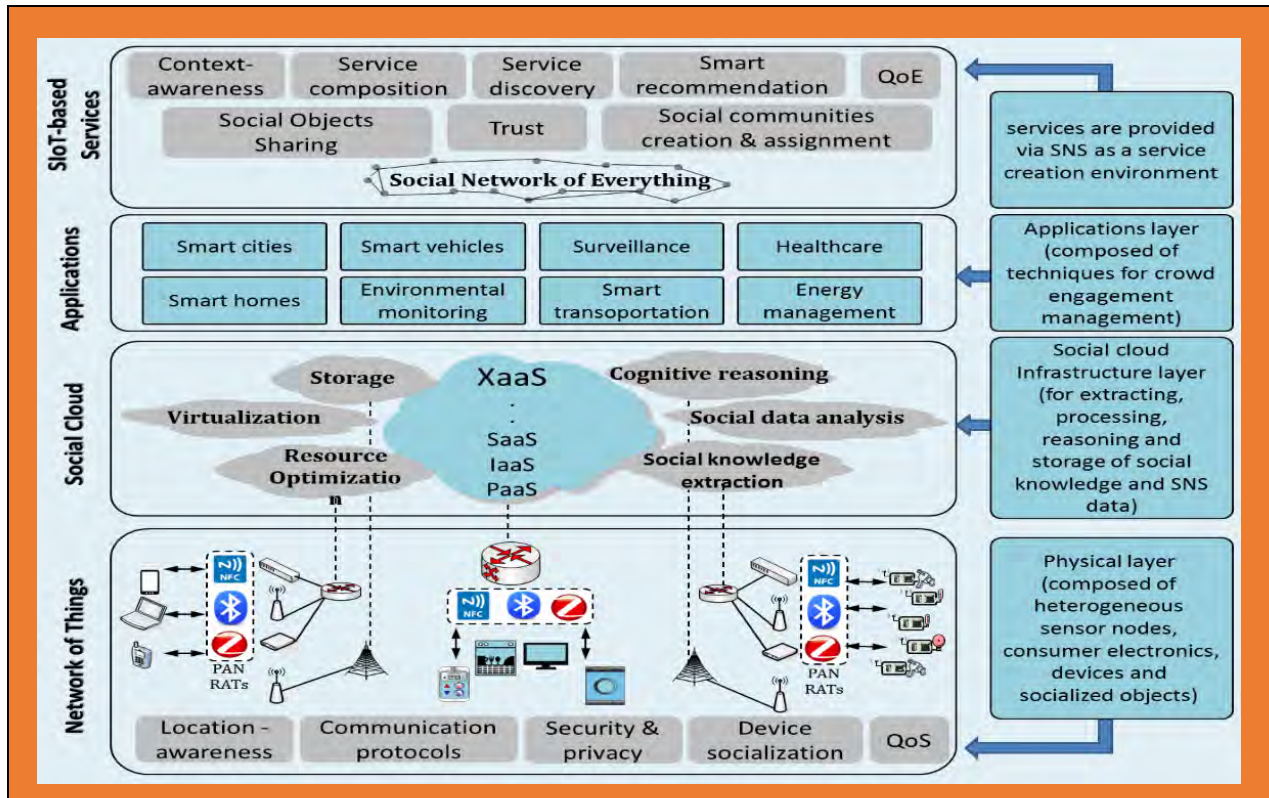 SIoT-based
Services
Context-
awareness
Service
composition
Service
discovery
Smart
recommendation
QoE
Social Objects
Sharing
Trust
Social communities
creation & assignment
Social Network of Everything
services are provided
via SNS as a service
creation environment
Applications
Smart cities
Smart vehicles
Surveillance
Healthcare
Smart homes
Environmental
monitoring
Smart
transoportation
Energy
management
Applications layer
(composed of
techniques for crowd
engagement
management)
Social Cloud
Storage
Virtualization
Resource
Optimizatio
n
XaaS
.
.
SaaS
IaaS
PaaS
Cognitive reasoning
Social data analysis
Social knowledge
extraction
Social cloud
Infrastructure layer
(for extracting,
processing,
reasoning and
storage of social
knowledge and SNS
data)
Network of Things
NFC
PAN
RATs
NFC
NFC
PAN
RATs
Location -
awareness
Communication
protocols
Security &
privacy
Device
socialization
QoS
Physical layer
(composed of
heterogeneous
sensor nodes,
consumer electronics,
devices and
socialized objects)